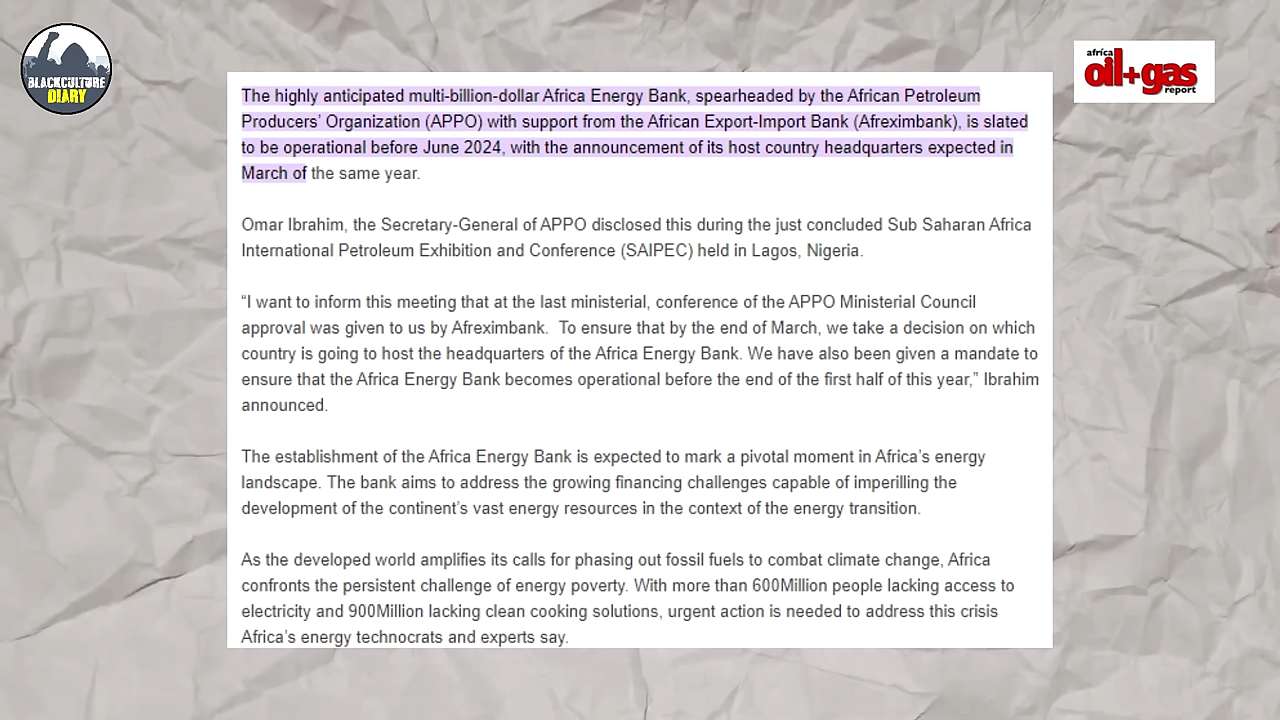 BLACKCULTURE
DIARY
africa
oil+gas
report
The highly anticipated multi-billion-dollar Africa Energy Bank, spearheaded by the African Petroleum
Producers’ Organization (APPO) with support from the African Export-Import Bank (Afreximbank), is slated
to be operational before June 2024, with the announcement of its host country headquarters expected in
March of the same year.
Omar Ibrahim, the Secretary-General of APPO disclosed this during the just concluded Sub Saharan Africa
International Petroleum Exhibition and Conference (SAIPEC) held in Lagos, Nigeria.
“I want to inform this meeting that at the last ministerial, conference of the APPO Ministerial Council
approval was given to us by Afreximbank.  To ensure that by the end of March, we take a decision on which
country is going to host the headquarters of the Africa Energy Bank. We have also been given a mandate to
ensure that the Africa Energy Bank becomes operational before the end of the first half of this year,” Ibrahim
announced.
The establishment of the Africa Energy Bank is expected to mark a pivotal moment in Africa’s energy
landscape. The bank aims to address the growing financing challenges capable of imperilling the
development of the continent’s vast energy resources in the context of the energy transition.
As the developed world amplifies its calls for phasing out fossil fuels to combat climate change, Africa
confronts the persistent challenge of energy poverty. With more than 600Million people lacking access to
electricity and 900Million lacking clean cooking solutions, urgent action is needed to address this crisis
Africa’s energy technocrats and experts say.